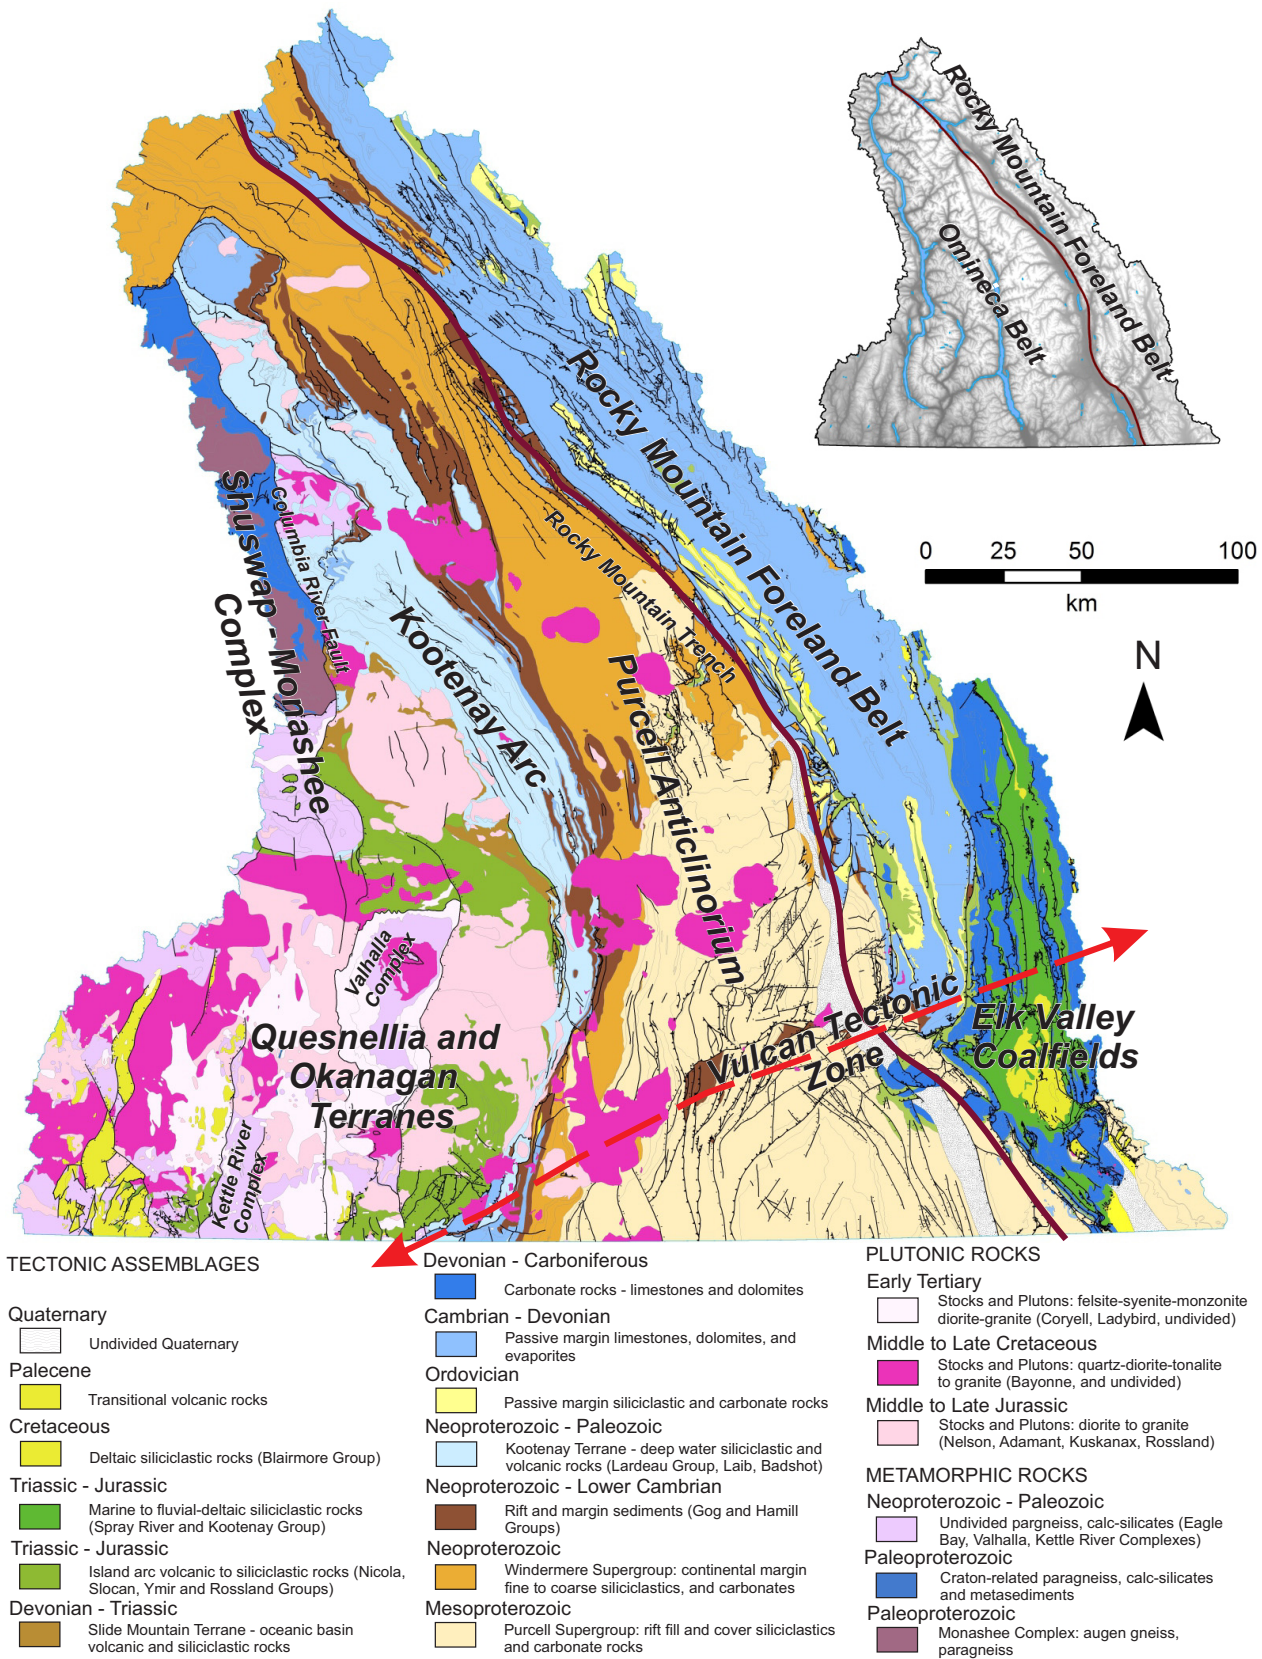 Rocky Mountain Foreland Belt
Omineca Belt
0 25 50 100
km
N
Rocky Mountain Foreland Belt
Rocky Mountain Trench
Columbia River Fault
Shuswap - Monashee
Complex
Kootenay Arc
Purcell Anticlinorium
Valhalla
Complex
Quesnellia and
Okanagan
Terranes
Kettle River
Complex
Vulcan Tectonic
Zone
Elk Valley
Coalfields
TECTONIC ASSEMBLAGES
Quaternary
Undivided Quaternary
Palecene
Transitional volcanic rocks
Cretaceous
Deltaic siliciclastic rocks (Blairmore Group)
Triassic - Jurassic
Marine to fluvial-deltaic siliciclastic rocks
(Spray River and Kootenay Group)
Triassic - Jurassic
Island arc volcanic to siliciclastic rocks (Nicola,
Slocan, Ymir and Rossland Groups)
Devonian - Triassic
Slide Mountain Terrane - oceanic basin
volcanic and siliciclastic rocks
Devonian - Carboniferous
Carbonate rocks - limestones and dolomites
Cambrian - Devonian
Passive margin limestones, dolomites, and
evaporites
Ordovician
Passive margin siliciclastic and carbonate rocks
Neoproterozoic - Paleozoic
Kootenay Terrane - deep water siliciclastic and
volcanic rocks (Lardeau Group, Laib, Badshot)
Neoproterozoic - Lower Cambrian
Rift and margin sediments (Gog and Hamill
Groups)
Neoproterozoic
Windermere Supergroup: continental margin
fine to coarse siliciclastics, and carbonates
Mesoproterozoic
Purcell Supergroup: rift fill and cover siliciclastics
and carbonate rocks
PLUTONIC ROCKS
Early Tertiary
Stocks and Plutons: felsite-syenite-monzonite
diorite-granite (Coryell, Ladybird, undivided)
Middle to Late Cretaceous
Stocks and Plutons: quartz-diorite-tonalite
to granite (Bayonne, and undivided)
Middle to Late Jurassic
Stocks and Plutons: diorite to granite
(Nelson, Adamant, Kuskanax, Rossland)
METAMORPHIC ROCKS
Neoproterozoic - Paleozoic
Undivided pargneiss, calc-silicates (Eagle
Bay, Valhalla, Kettle River Complexes)
Paleoproterozoic
Craton-related paragneiss, calc-silicates
and metasediments
Paleoproterozoic
Monashee Complex: augen gneiss,
paragneiss